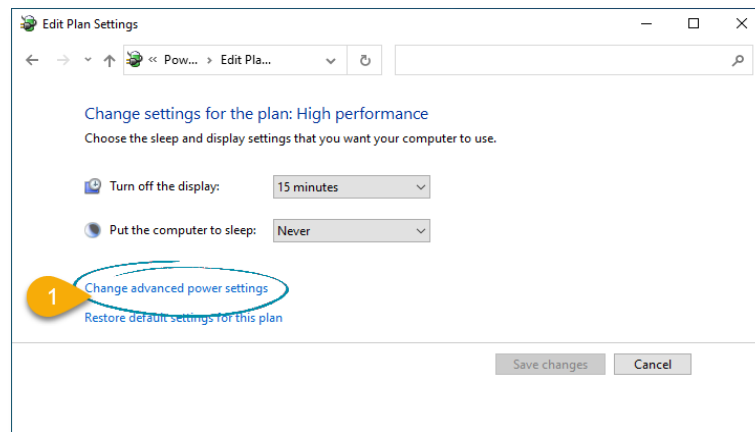 Edit Plan Settings
« Pow... › Edit Pla...
Change settings for the plan: High performance
Choose the sleep and display settings that you want your computer to use.
Turn off the display: 15 minutes
Put the computer to sleep: Never
1
Change advanced power settings
Restore default settings for this plan
Save changes Cancel